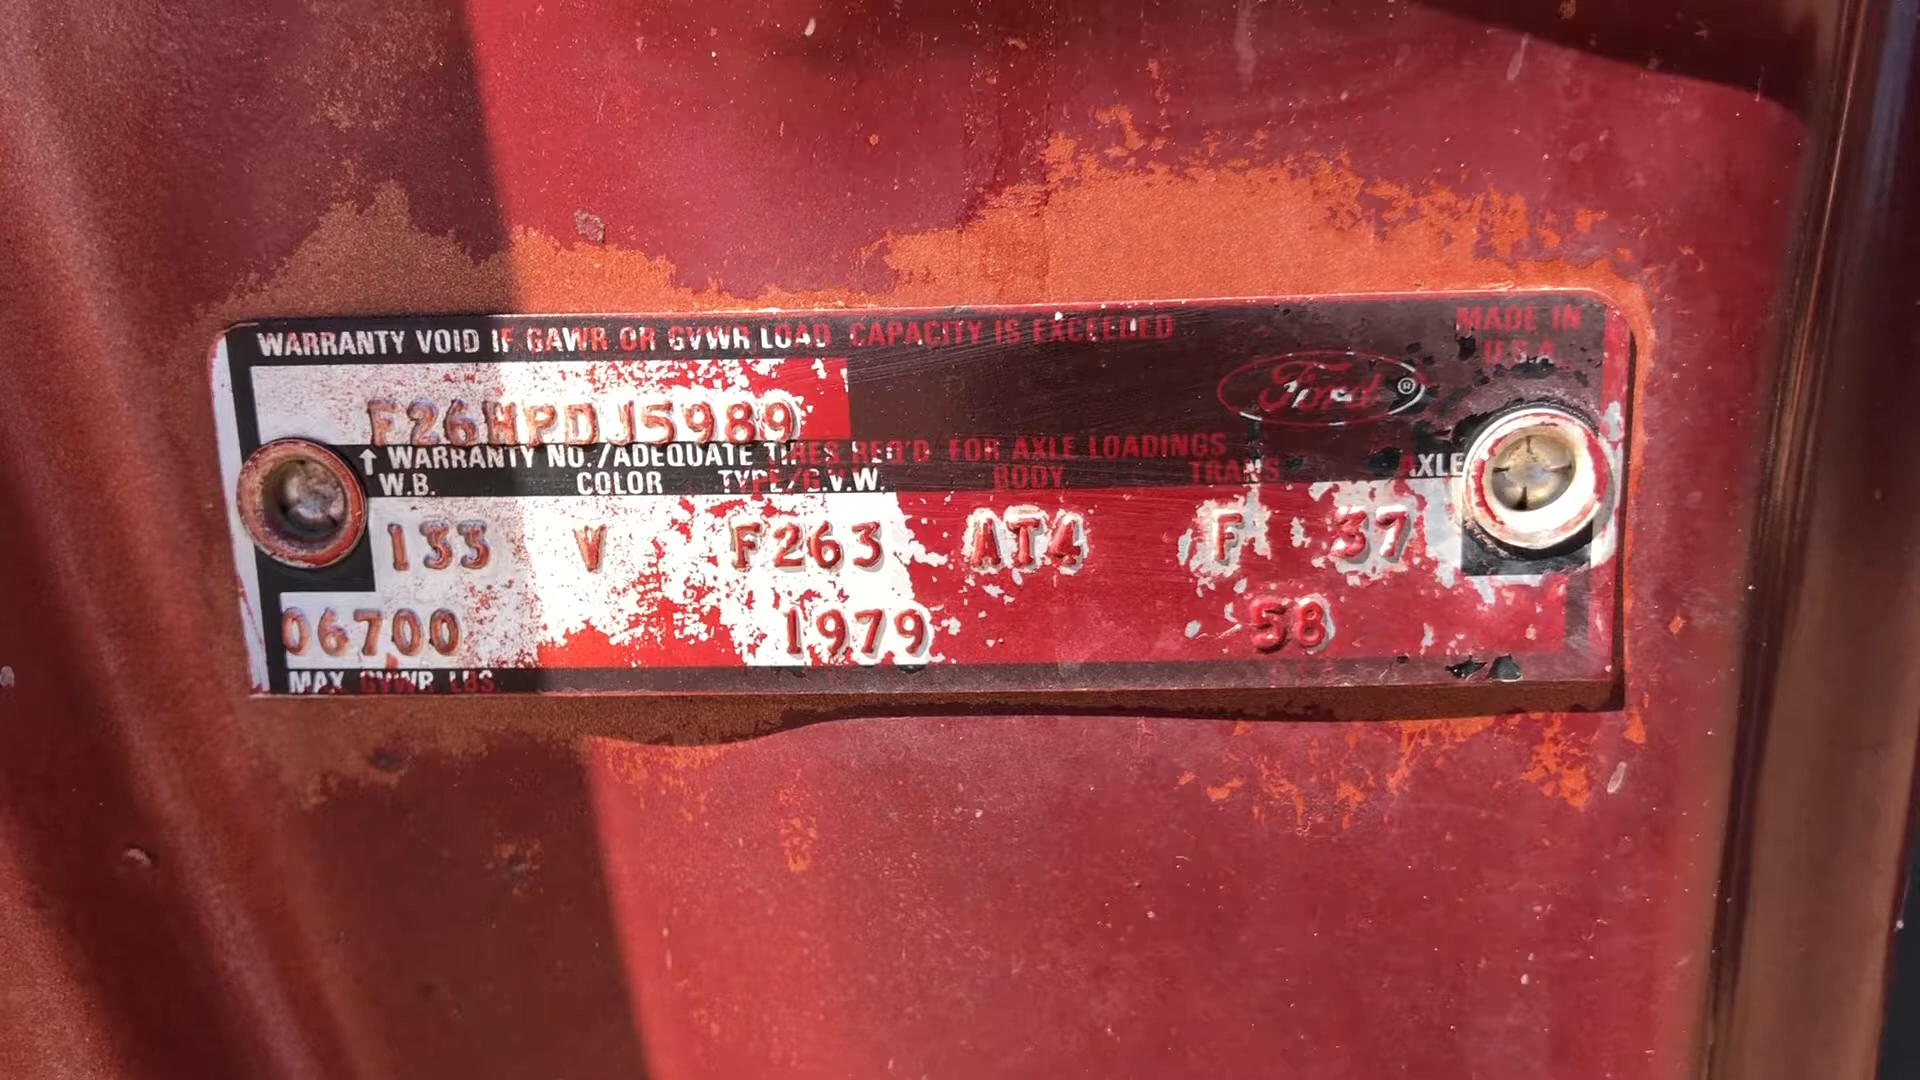 WARRANTY VOID IF GAWR OR GVWR LOAD CAPACITY IS EXCEEDED
MADE IN
U.S.A.
Ford ®
F26HPDJ5989
↑ WARRANTY NO./ADEQUATE TIRES REQ'D FOR AXLE LOADINGS
W.B. COLOR TYPE/G.V.W. BODY TRANS AXLE
133 V F263 AT4 F 37
06700 1979 58
MAX GVWR LBS